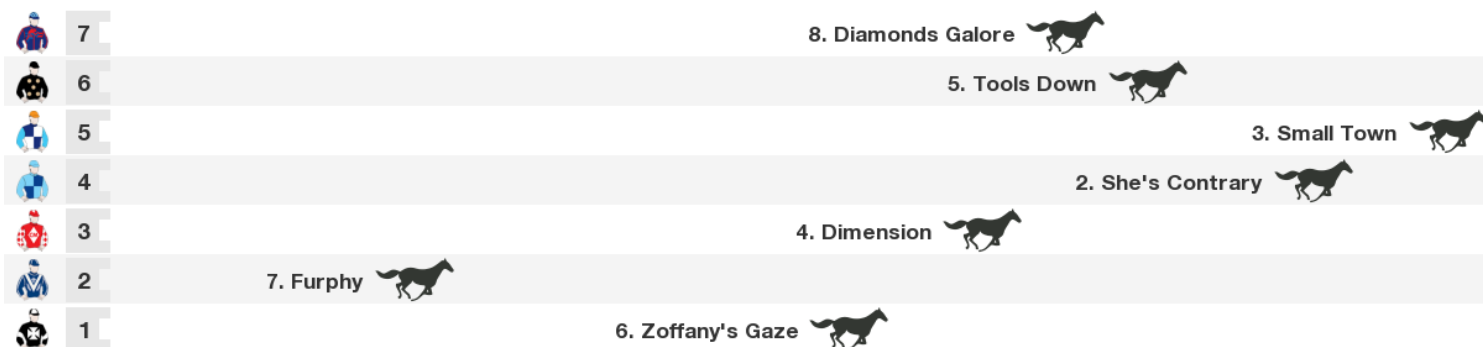 7 8. Diamonds Galore
6 5. Tools Down
5 3. Small Town
4 2. She's Contrary
3 4. Dimension
2 7. Furphy
1 6. Zoffany's Gaze